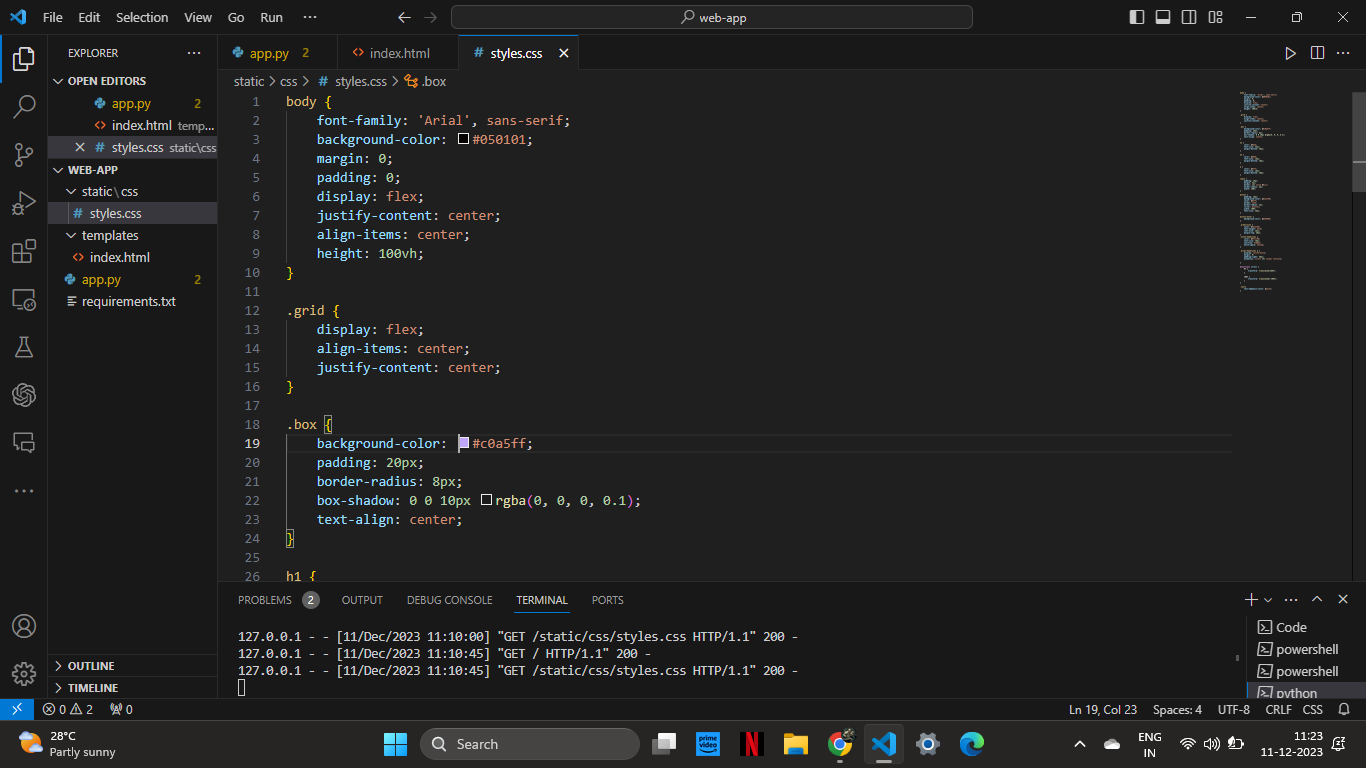 File Edit Selection View Go Run ··· web-app
EXPLORER ···
OPEN EDITORS
app.py 2
index.html temp...
styles.css static\css
WEB-APP
static \ css
styles.css
templates
index.html
app.py 2
requirements.txt
OUTLINE
TIMELINE
app.py 2 index.html styles.css
static > css > # styles.css > .box
1 body {
2 font-family: 'Arial', sans-serif;
3 background-color: #050101;
4 margin: 0;
5 padding: 0;
6 display: flex;
7 justify-content: center;
8 align-items: center;
9 height: 100vh;
10 }
11
12 .grid {
13 display: flex;
14 align-items: center;
15 justify-content: center;
16 }
17
18 .box {
19 background-color: #c0a5ff;
20 padding: 20px;
21 border-radius: 8px;
22 box-shadow: 0 0 10px rgba(0, 0, 0, 0.1);
23 text-align: center;
24 }
25
26 h1 {
PROBLEMS 2 OUTPUT DEBUG CONSOLE TERMINAL PORTS
127.0.0.1 - - [11/Dec/2023 11:10:00] "GET /static/css/styles.css HTTP/1.1" 200 -
127.0.0.1 - - [11/Dec/2023 11:10:45] "GET / HTTP/1.1" 200 -
127.0.0.1 - - [11/Dec/2023 11:10:45] "GET /static/css/styles.css HTTP/1.1" 200 -
Code
powershell
powershell
python
0 2 0 Ln 19, Col 23 Spaces: 4 UTF-8 CRLF CSS
28°C
Partly sunny
Search
prime video
N
ENG
IN
11:23
11-12-2023